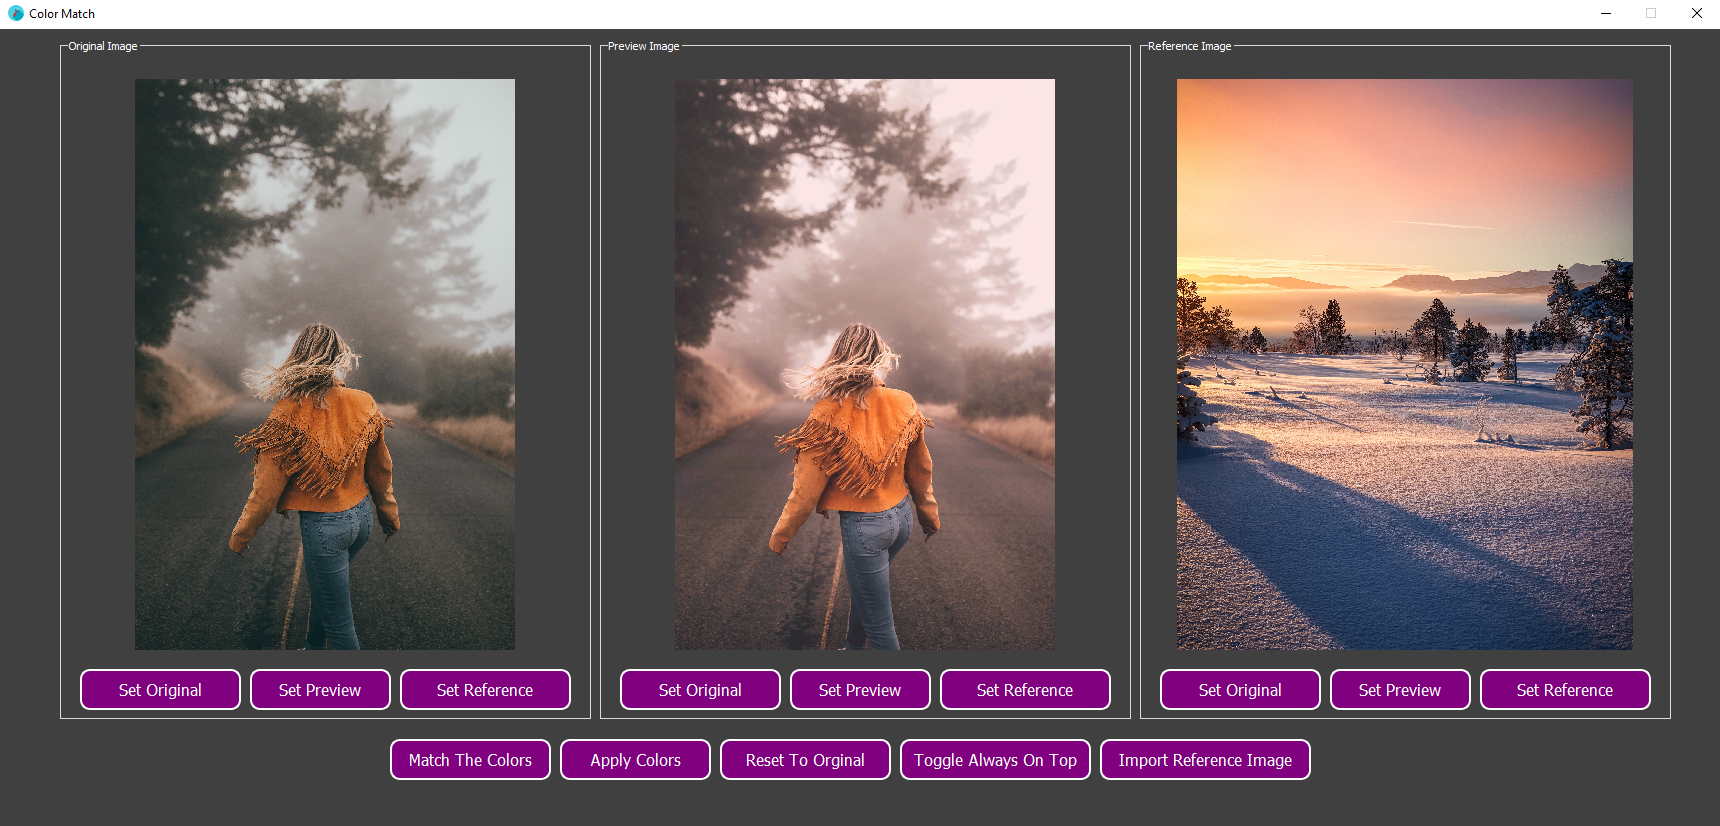 Color Match
Original Image
Preview Image
Reference Image
Set Original
Set Preview
Set Reference
Set Original
Set Preview
Set Reference
Set Original
Set Preview
Set Reference
Match The Colors
Apply Colors
Reset To Orginal
Toggle Always On Top
Import Reference Image